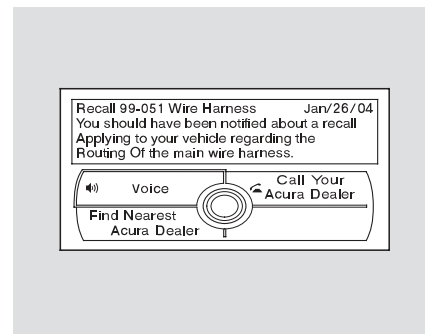 Recall 99-051 Wire Harness Jan/26/04
You should have been notified about a recall
Applying to your vehicle regarding the
Routing Of the main wire harness.
Voice
Call Your
Acura Dealer
Find Nearest
Acura Dealer